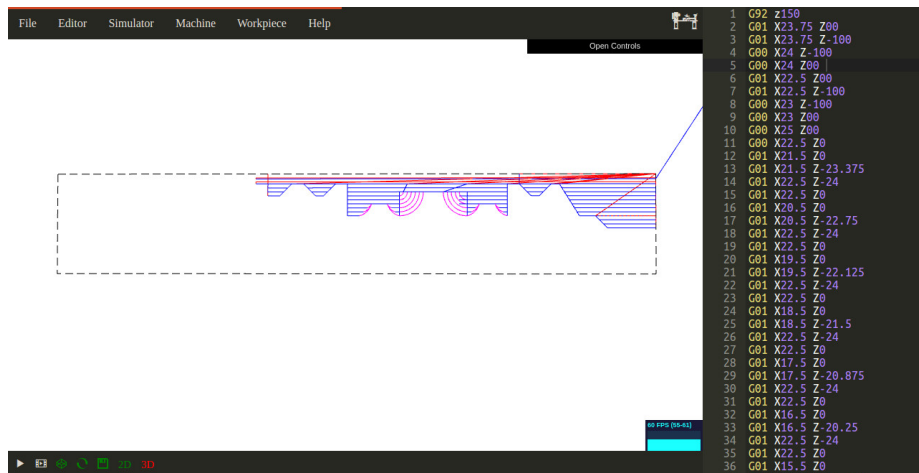 File Editor Simulator Machine Workpiece Help
Open Controls
60 FPS (55-61)
2D 3D
1 G92 z150
2 G01 X23.75 Z00
3 G01 X23.75 Z-100
4 G00 X24 Z-100
5 G00 X24 Z00
6 G01 X22.5 Z00
7 G01 X22.5 Z-100
8 G00 X23 Z-100
9 G00 X23 Z00
10 G00 X25 Z00
11 G00 X22.5 Z0
12 G01 X21.5 Z0
13 G01 X21.5 Z-23.375
14 G01 X22.5 Z-24
15 G01 X22.5 Z0
16 G01 X20.5 Z0
17 G01 X20.5 Z-22.75
18 G01 X22.5 Z-24
19 G01 X22.5 Z0
20 G01 X19.5 Z0
21 G01 X19.5 Z-22.125
22 G01 X22.5 Z-24
23 G01 X22.5 Z0
24 G01 X18.5 Z0
25 G01 X18.5 Z-21.5
26 G01 X22.5 Z-24
27 G01 X22.5 Z0
28 G01 X17.5 Z0
29 G01 X17.5 Z-20.875
30 G01 X22.5 Z-24
31 G01 X22.5 Z0
32 G01 X16.5 Z0
33 G01 X16.5 Z-20.25
34 G01 X22.5 Z-24
35 G01 X22.5 Z0
36 G01 X15.5 Z0